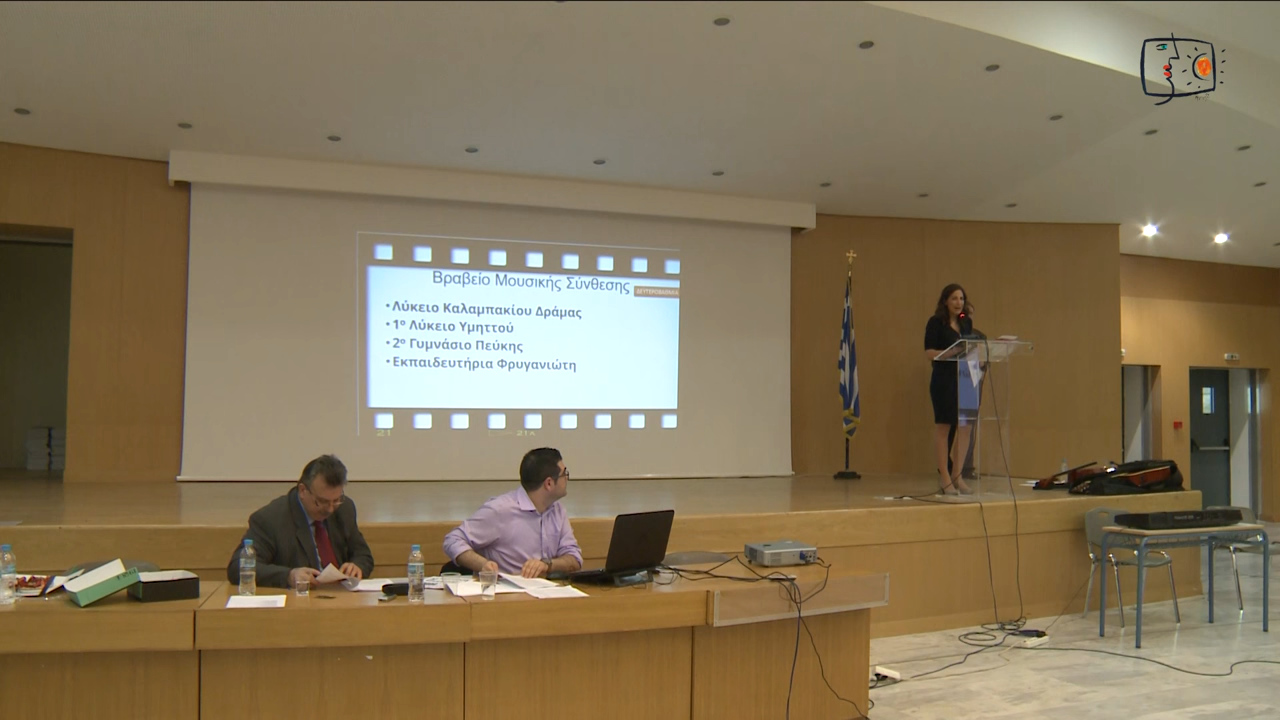 Βραβείο Μουσικής Σύνθεσης
• Λύκειο Καλαμπακίου Δράμας
• 1ο Λύκειο Υμηττού
• 2ο Γυμνάσιο Πεύκης
• Εκπαιδευτήρια Φρυγανιώτη